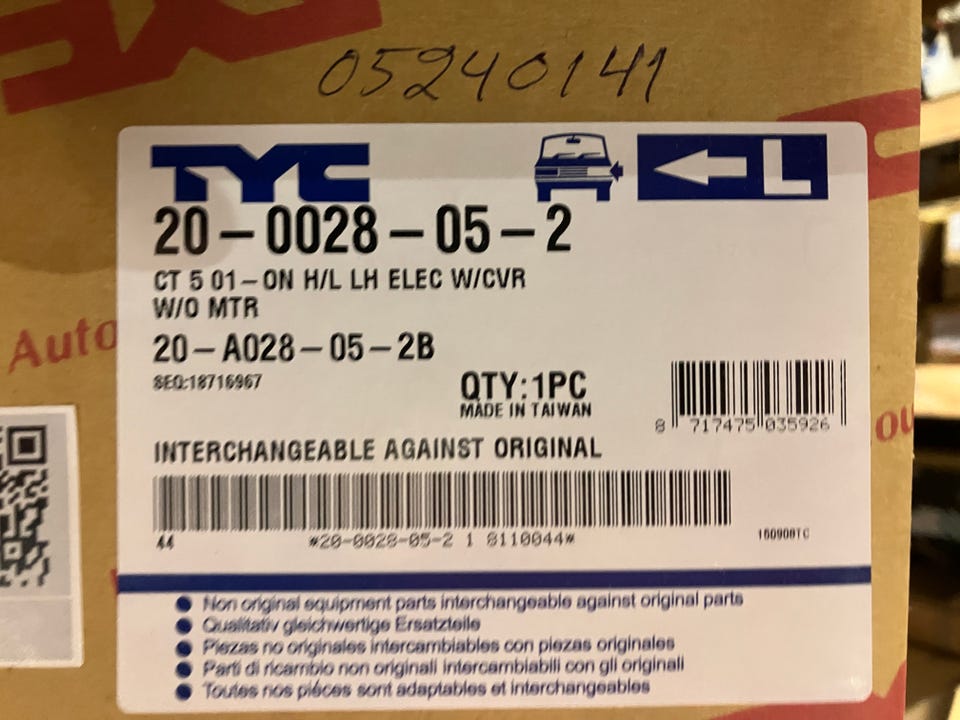 05240141
TYC
L
20-0028-05-2
CT 5 01-ON H/L LH ELEC W/CVR
W/O MTR
20-A028-05-2B
SEQ:18716967
QTY:1PC
MADE IN TAIWAN
8 717475 035926
INTERCHANGEABLE AGAINST ORIGINAL
44
*20-0028-05-2 1 8110044*
Non original equipment parts interchangeable against original parts
Qualitativ gleichwertige Ersatzteile
Piezas no originales intercambiables con piezas originales
Parti di ricambio non originali intercambiabili con gli originali
Toutes nos piéces sont adaptables et interchangeables
Auto